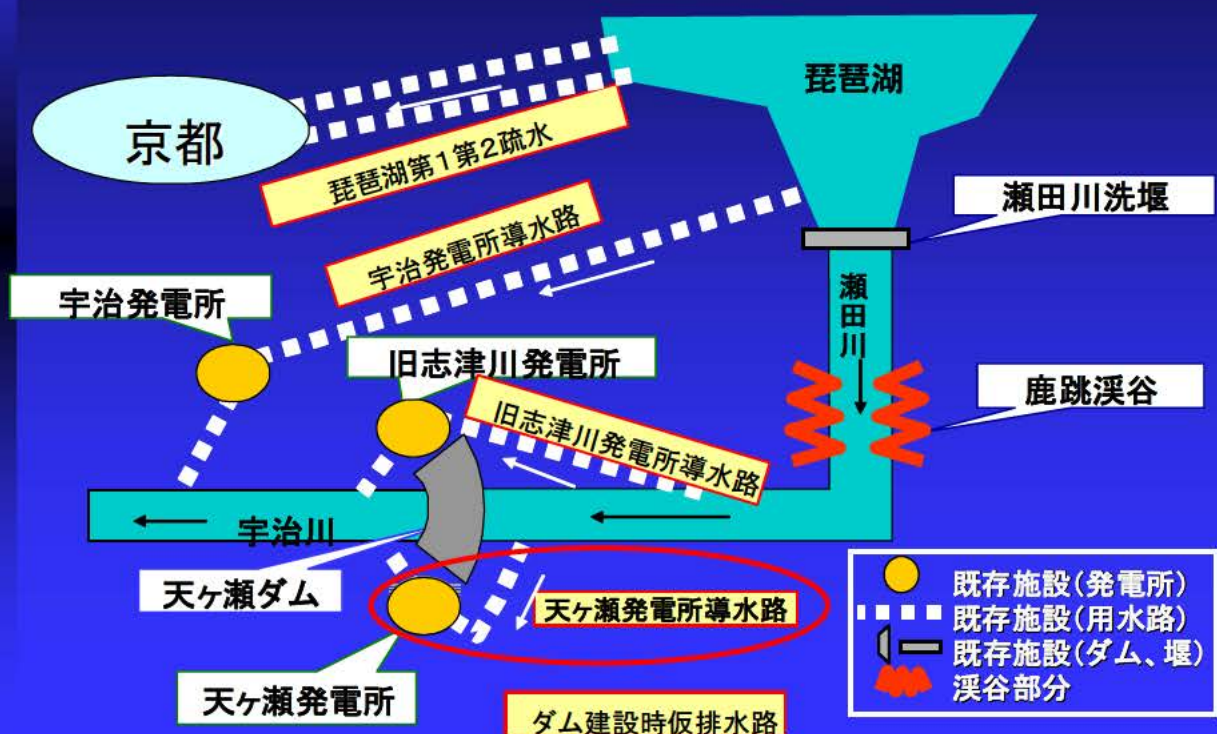 琵琶湖
京都
琵琶湖第1第2疏水
瀬田川洗堰
宇治発電所導水路
宇治発電所
瀬田川
旧志津川発電所
鹿跳渓谷
旧志津川発電所導水路
宇治川
天ヶ瀬ダム
天ヶ瀬発電所導水路
天ヶ瀬発電所
ダム建設時仮排水路
既存施設(発電所)
既存施設(用水路)
既存施設(ダム、堰)
渓谷部分